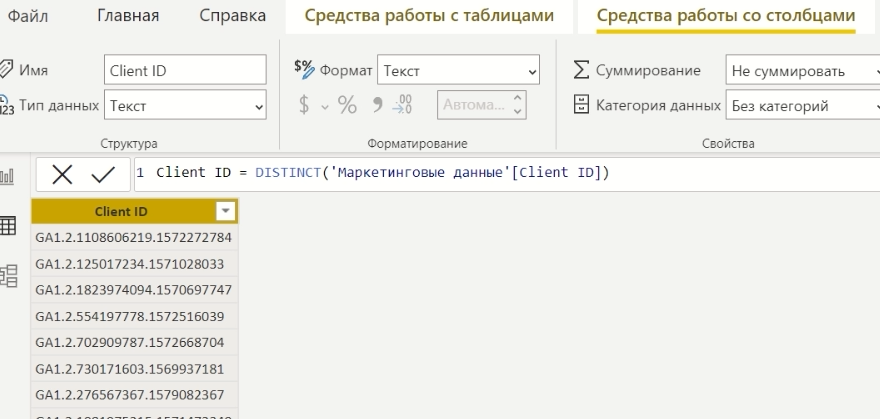 Файл Главная Справка Средства работы с таблицами Средства работы со столбцами
Имя Client ID $% Формат Текст Суммирование Не суммировать
123 Тип данных Текст $ % Автома... Категория данных Без категорий
Структура Форматирование Свойства
1 Client ID = DISTINCT('Маркетинговые данные'[Client ID])
Client ID
GA1.2.1108606219.1572272784
GA1.2.125017234.1571028033
GA1.2.1823974094.1570697747
GA1.2.554197778.1572516039
GA1.2.702909787.1572668704
GA1.2.730171603.1569937181
GA1.2.276567367.1579082367